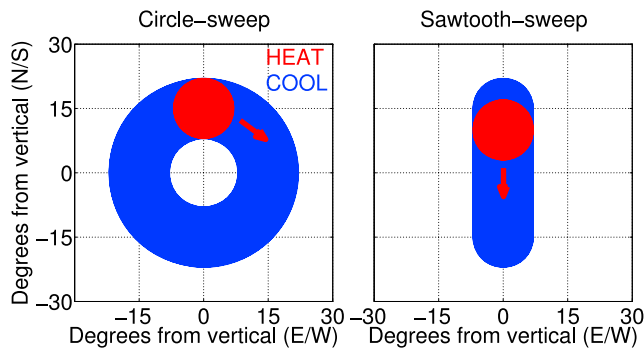 Circle−sweep
Sawtooth−sweep
Degrees from vertical (N/S)
30
15
0
−15
−30
HEAT
COOL
−15 0 15 30
−30 −15 0 15 30
Degrees from vertical (E/W)
Degrees from vertical (E/W)